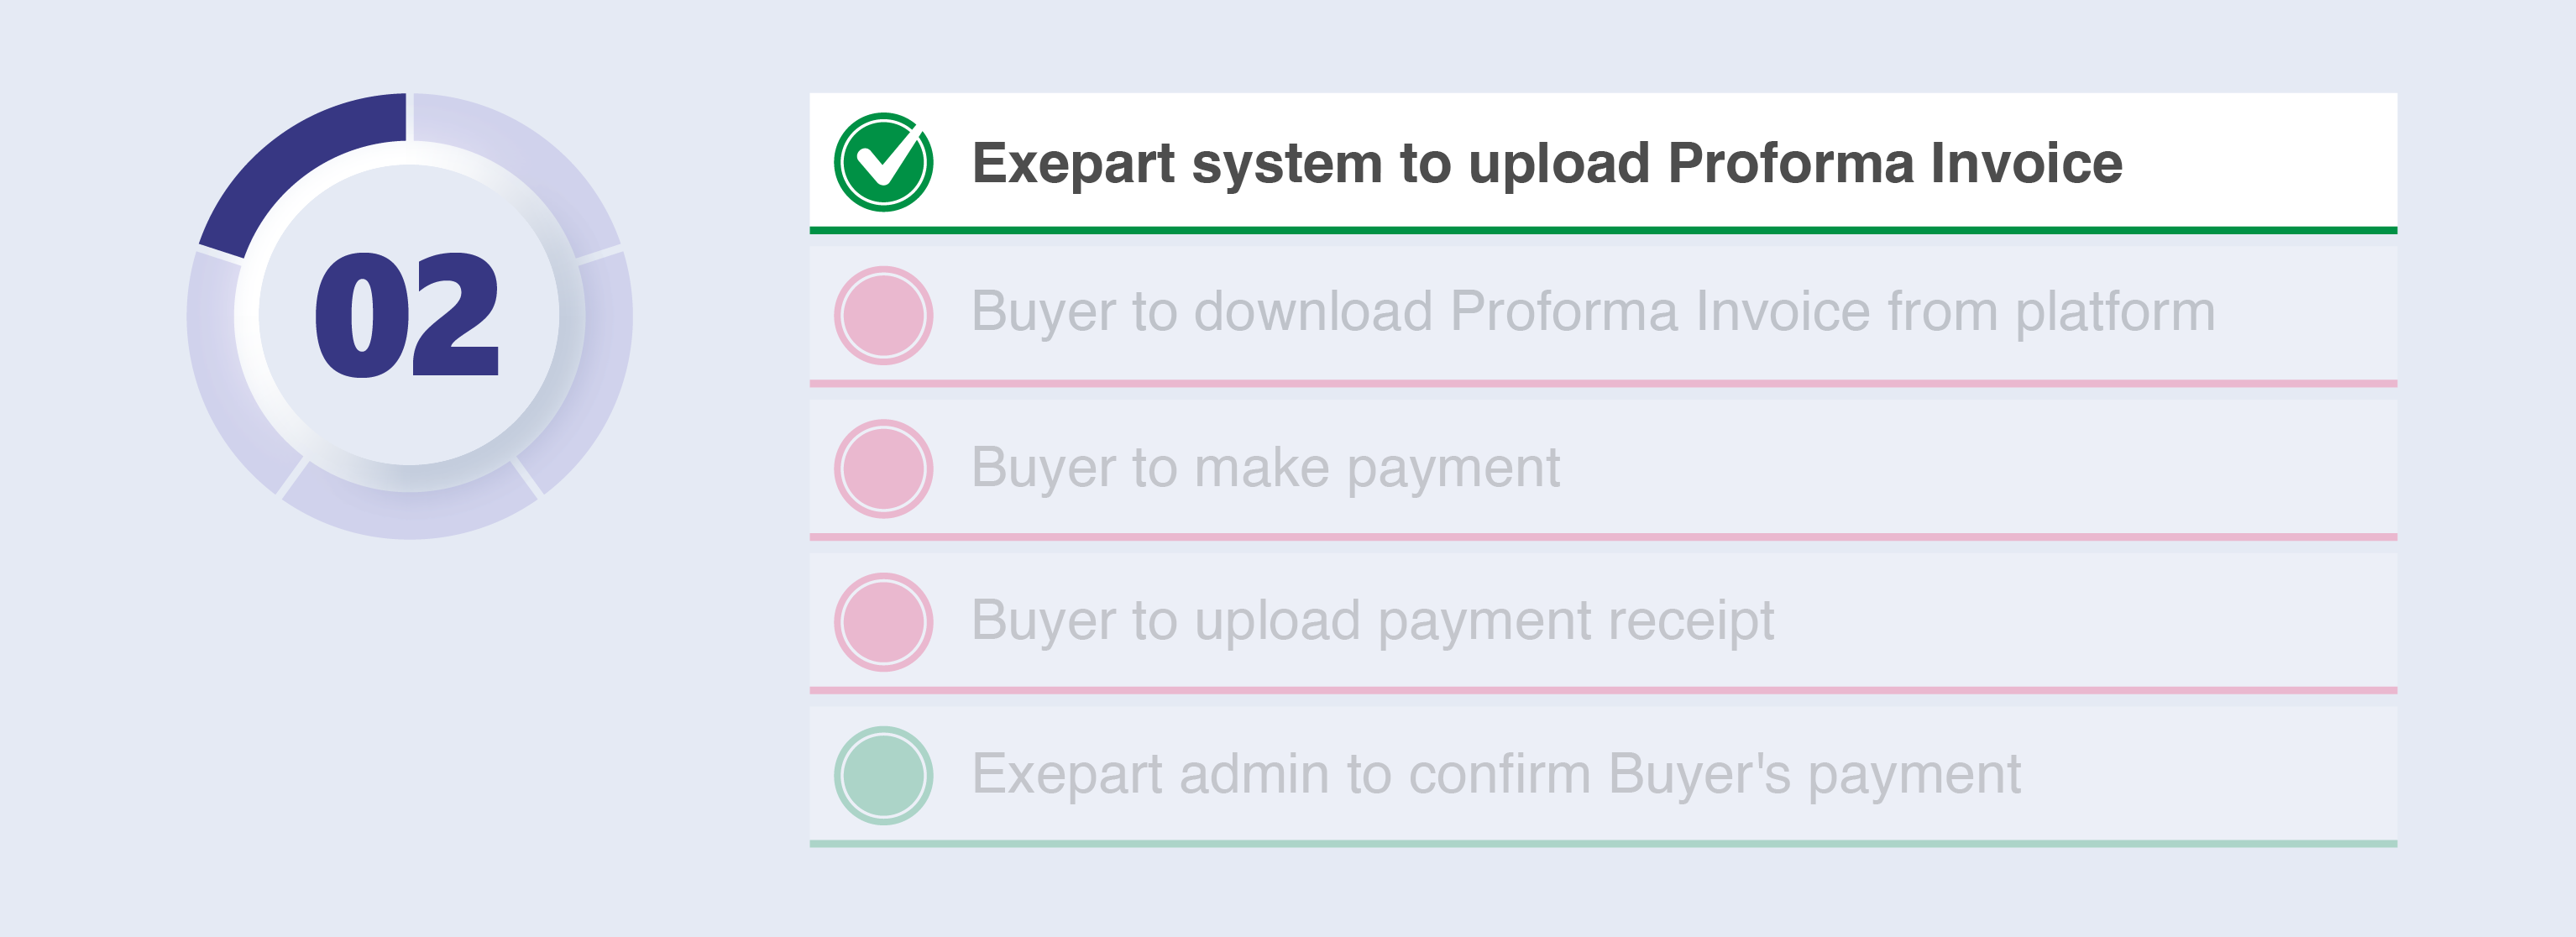 02
Exepart system to upload Proforma Invoice
Buyer to download Proforma Invoice from platform
Buyer to make payment
Buyer to upload payment receipt
Exepart admin to confirm Buyer's payment